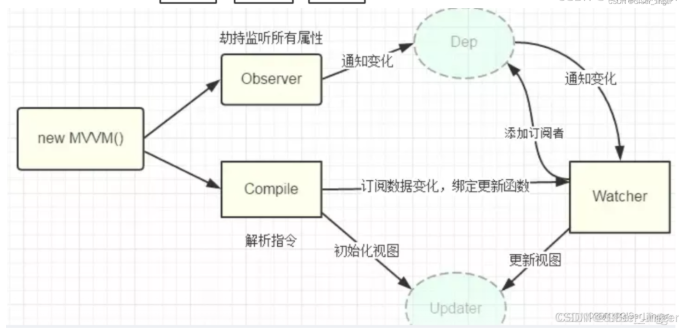 劫持监听所有属性
Dep
通知变化
Observer
通知变化
new MVVM()
添加订阅者
Compile
订阅数据变化，绑定更新函数
Watcher
解析指令
初始化视图
更新视图
Updater